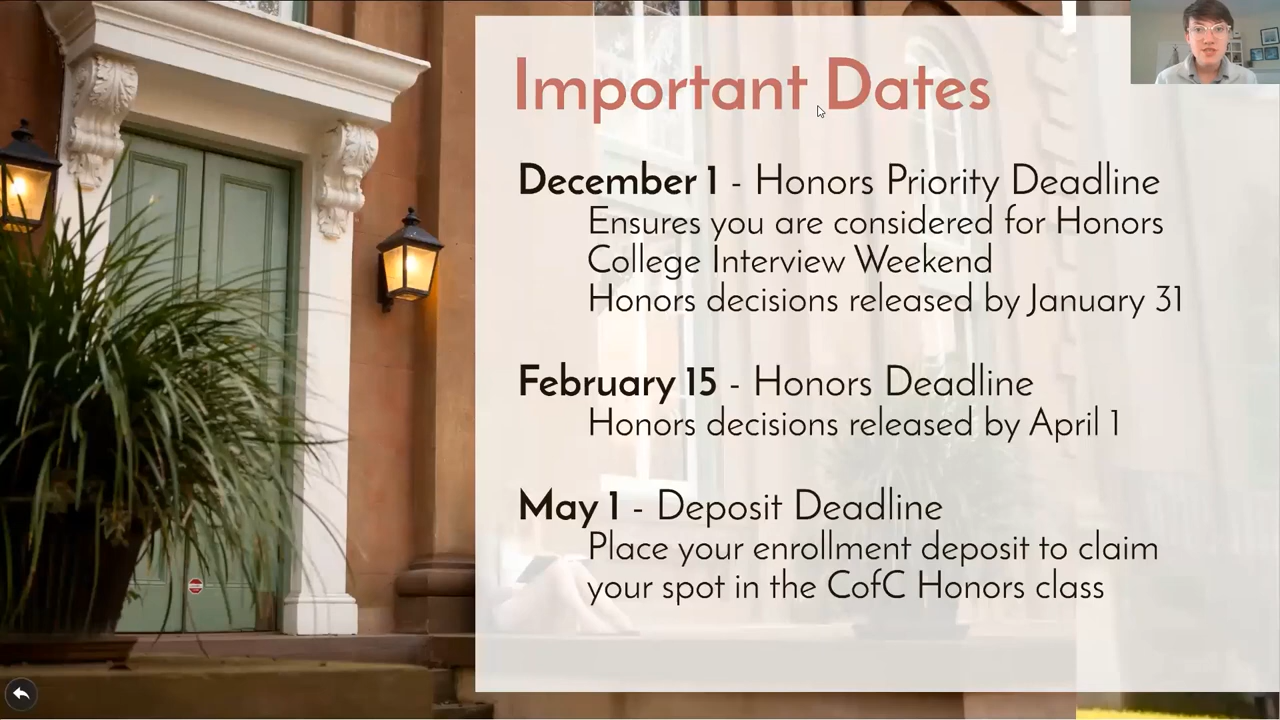 Important Dates
December 1 - Honors Priority Deadline
Ensures you are considered for Honors
College Interview Weekend
Honors decisions released by January 31
February 15 - Honors Deadline
Honors decisions released by April 1
May 1 - Deposit Deadline
Place your enrollment deposit to claim
your spot in the CofC Honors class